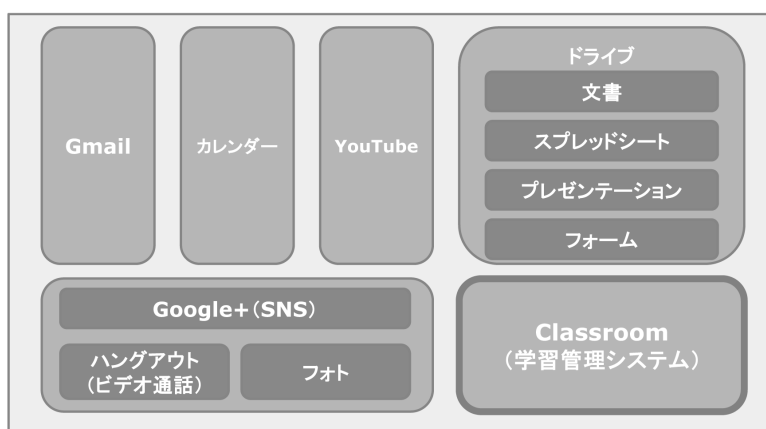 Gmail
カレンダー
YouTube
ドライブ
文書
スプレッドシート
プレゼンテーション
フォーム
Google+(SNS)
ハングアウト
(ビデオ通話)
フォト
Classroom
(学習管理システム)